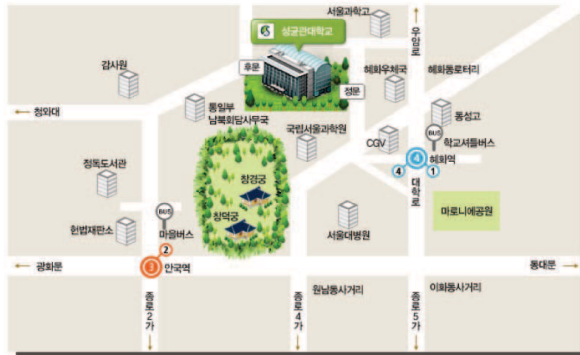 서울과학고
우암로
성균관대학교
감사원
후문
혜화우체국
혜화동로터리
정문
청와대
통일부
남북회담사무국
동성고
국립서울과학원
CGV
BUS
학교셔틀버스
4
혜화역
4
1
정독도서관
창경궁
대학로
마로니에공원
BUS
창덕궁
헌법재판소
마을버스
서울대병원
2
광화문
3
안국역
동대문
종로2가
종로4가
원남동사거리
종로5가
이화동사거리